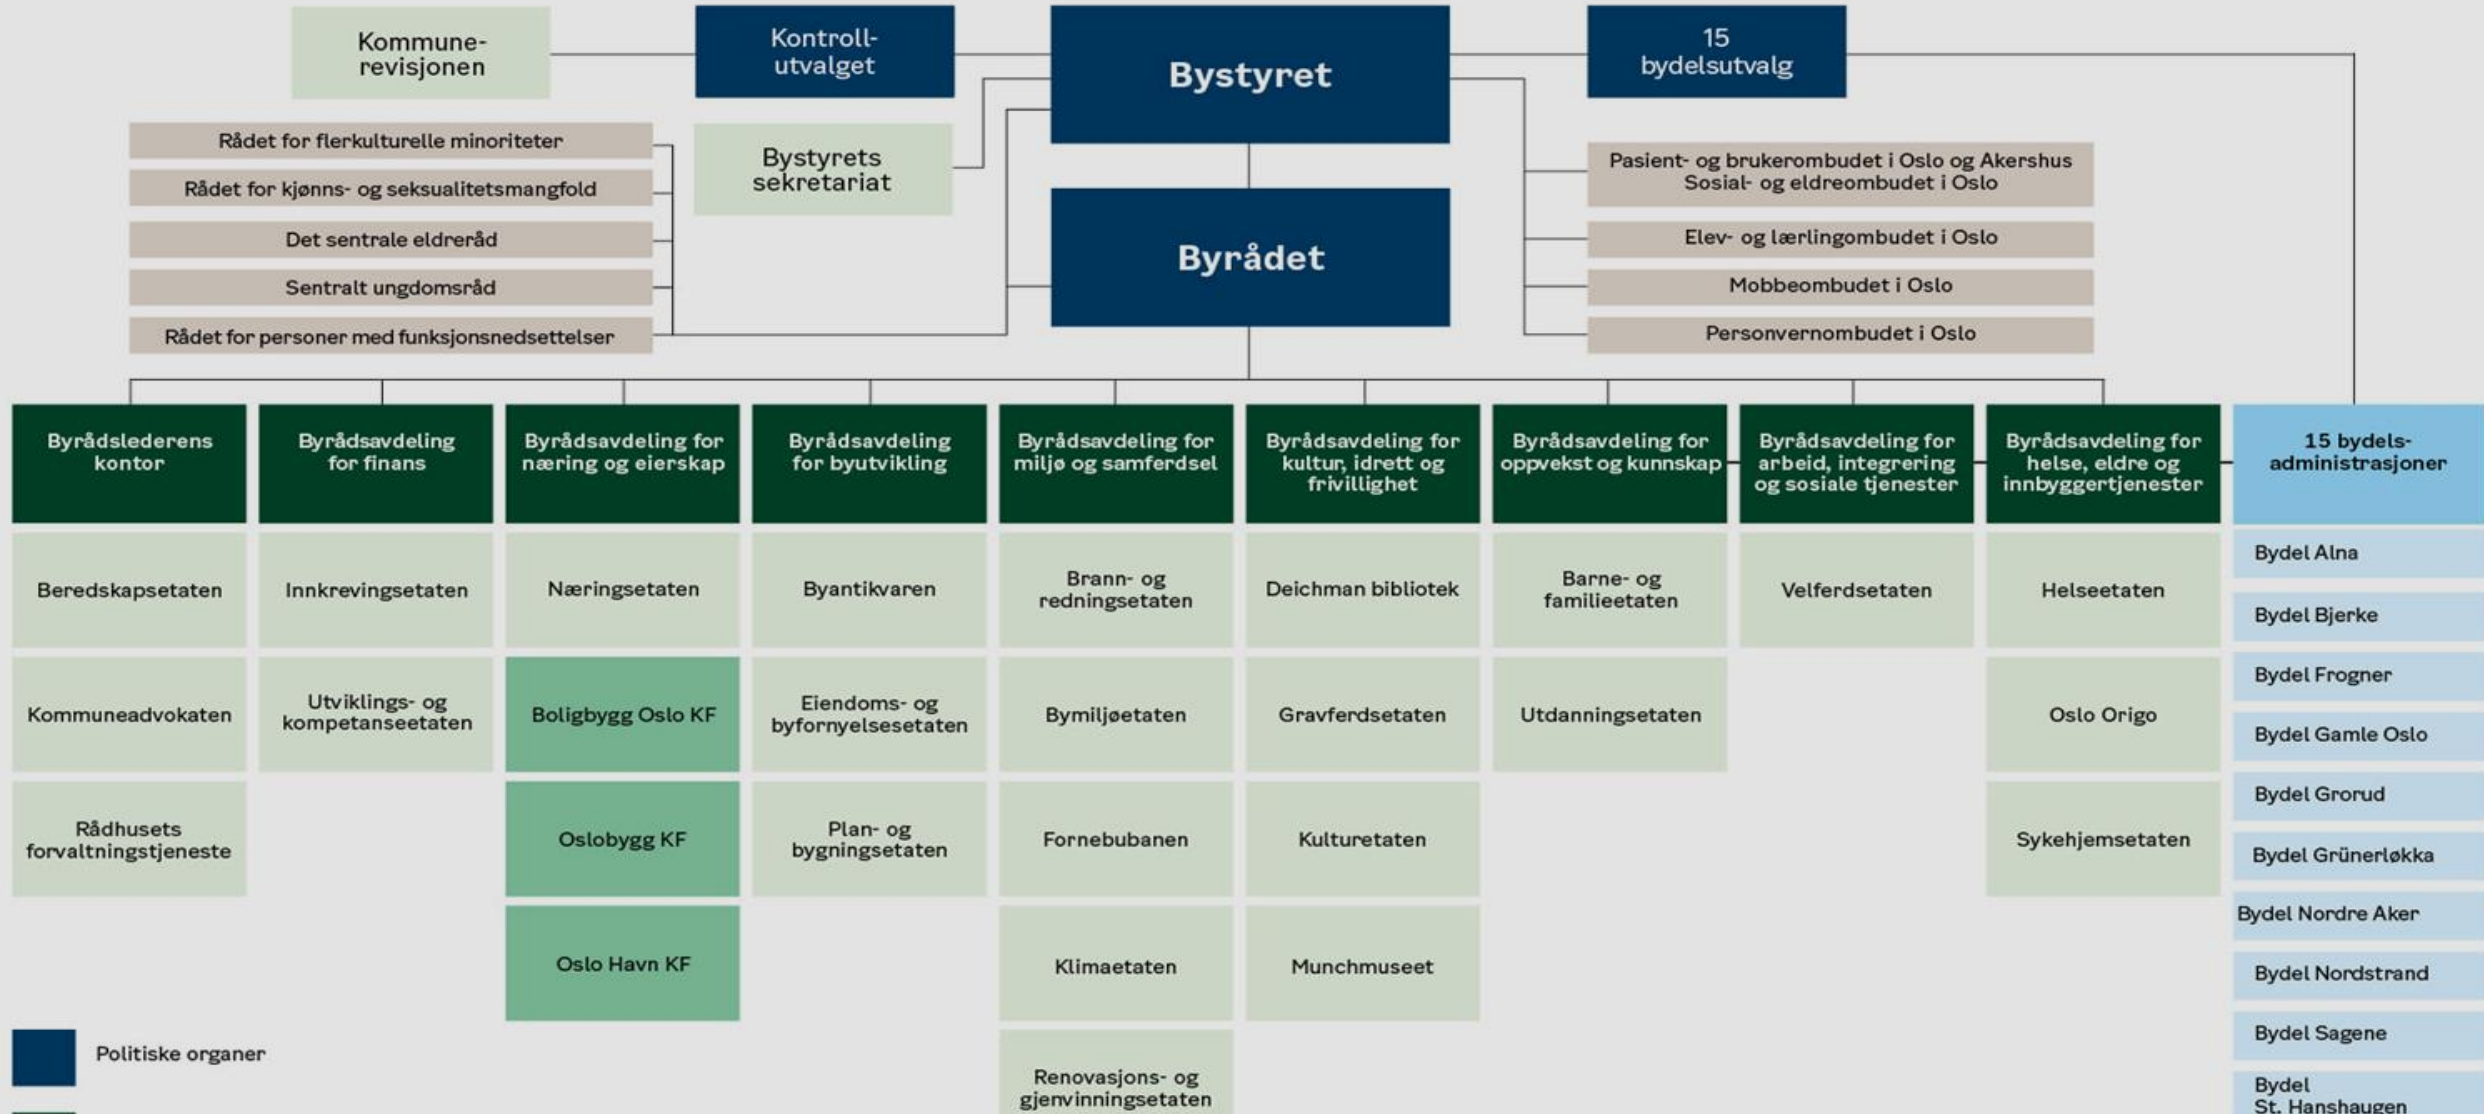 Kommune-
revisjonen
Kontroll-
utvalget
Bystyret
15
bydelsutvalg
Rådet for flerkulturelle minoriteter
Rådet for kjønns- og seksualitetsmangfold
Det sentrale eldreråd
Sentralt ungdomsråd
Rådet for personer med funksjonsnedsettelser
Bystyrets
sekretariat
Byrådet
Pasient- og brukerombudet i Oslo og Akershus
Sosial- og eldreombudet i Oslo
Elev- og lærlingombudet i Oslo
Mobbeombudet i Oslo
Personvernombudet i Oslo
Byrådslederens
kontor
Beredskapsetaten
Kommuneadvokaten
Rådhusets
forvaltningstjeneste
Byrådsavdeling
for finans
Innkrevingsetaten
Utviklings- og
kompetanseetaten
Byrådsavdeling for
næring og eierskap
Næringsetaten
Boligbygg Oslo KF
Oslobygg KF
Oslo Havn KF
Byrådsavdeling
for byutvikling
Byantikvaren
Eiendoms- og
byfornyelsesetaten
Plan- og
bygningsetaten
Byrådsavdeling for
miljø og samferdsel
Brann- og
redningsetaten
Bymiljøetaten
Fornebubanen
Klimaetaten
Renovasjons- og
gjenvinningsetaten
Byrådsavdeling for
kultur, idrett og
frivillighet
Deichman bibliotek
Gravferdsetaten
Kulturetaten
Munchmuseet
Byrådsavdeling for
oppvekst og kunnskap
Barne- og
familieetaten
Utdanningsetaten
Byrådsavdeling for
arbeid, integrering
og sosiale tjenester
Velferdsetaten
Byrådsavdeling for
helse, eldre og
innbyggertjenester
Helseetaten
Oslo Origo
Sykehjemsetaten
15 bydels-
administrasjoner
Bydel Alna
Bydel Bjerke
Bydel Frogner
Bydel Gamle Oslo
Bydel Grorud
Bydel Grünerløkka
Bydel Nordre Aker
Bydel Nordstrand
Bydel Sagene
Bydel
St. Hanshaugen
Politiske organer